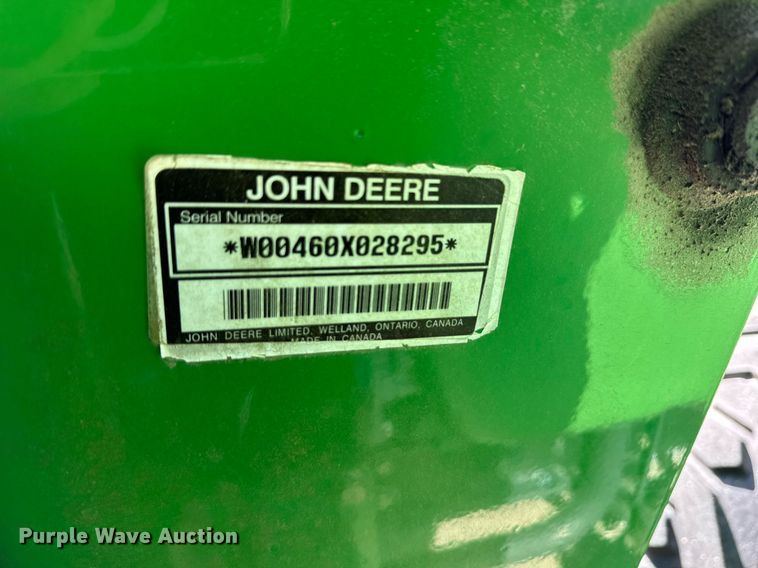 JOHN DEERE
Serial Number
*W00460X028295*
JOHN DEERE LIMITED, WELLAND, ONTARIO, CANADA
MADE IN CANADA
Purple Wave Auction®